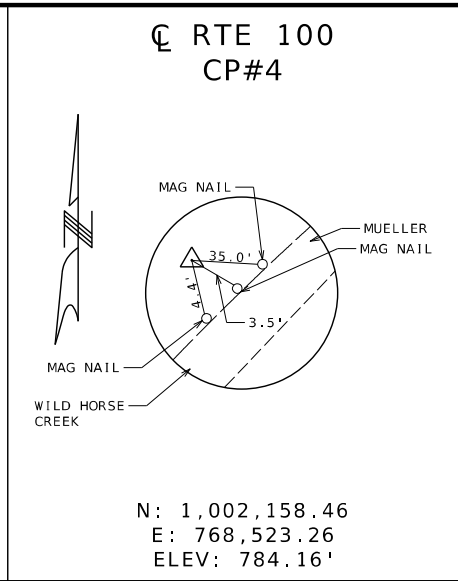 ℄ RTE 100
CP#4
MAG NAIL
MUELLER
MAG NAIL
35.0'
4.4'
3.5'
MAG NAIL
WILD HORSE
CREEK
N: 1,002,158.46
E: 768,523.26
ELEV: 784.16'